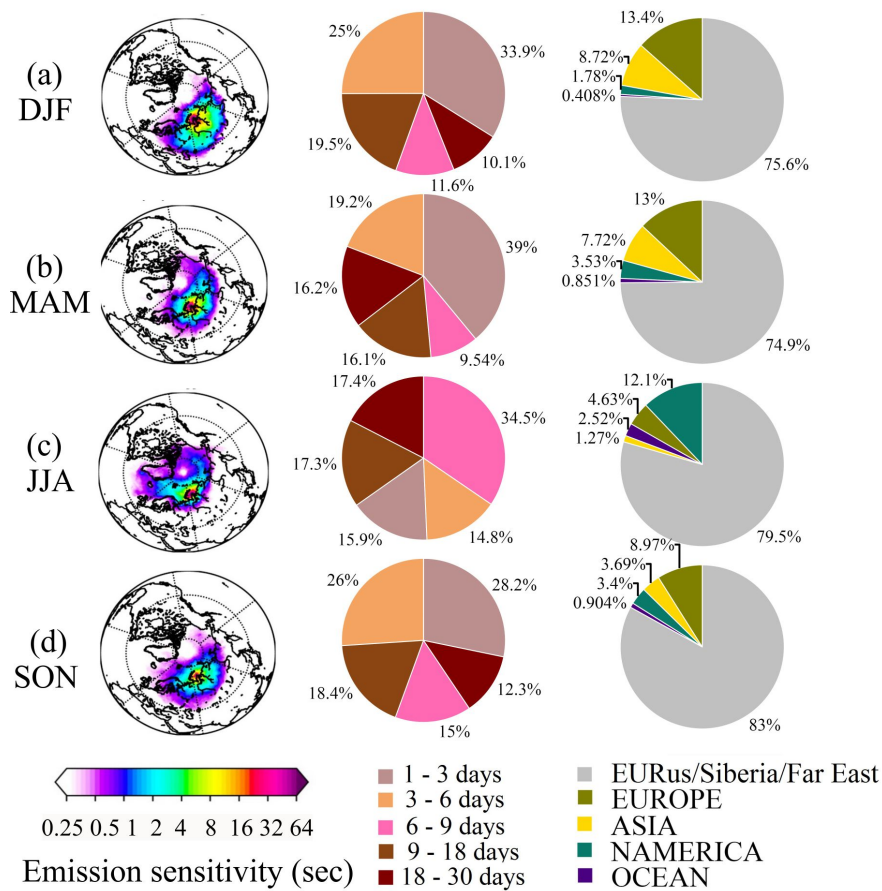 (a)
DJF
25%
33.9%
19.5%
10.1%
11.6%
13.4%
8.72%
1.78%
0.408%
75.6%
(b)
MAM
19.2%
39%
16.2%
16.1%
9.54%
13%
7.72%
3.53%
0.851%
74.9%
(c)
JJA
17.4%
34.5%
17.3%
15.9%
14.8%
12.1%
4.63%
2.52%
1.27%
79.5%
(d)
SON
26%
28.2%
18.4%
12.3%
15%
8.97%
3.69%
3.4%
0.904%
83%
0.25 0.5 1 2 4 8 16 32 64
Emission sensitivity (sec)
1 - 3 days
3 - 6 days
6 - 9 days
9 - 18 days
18 - 30 days
EURus/Siberia/Far East
EUROPE
ASIA
NAMERICA
OCEAN